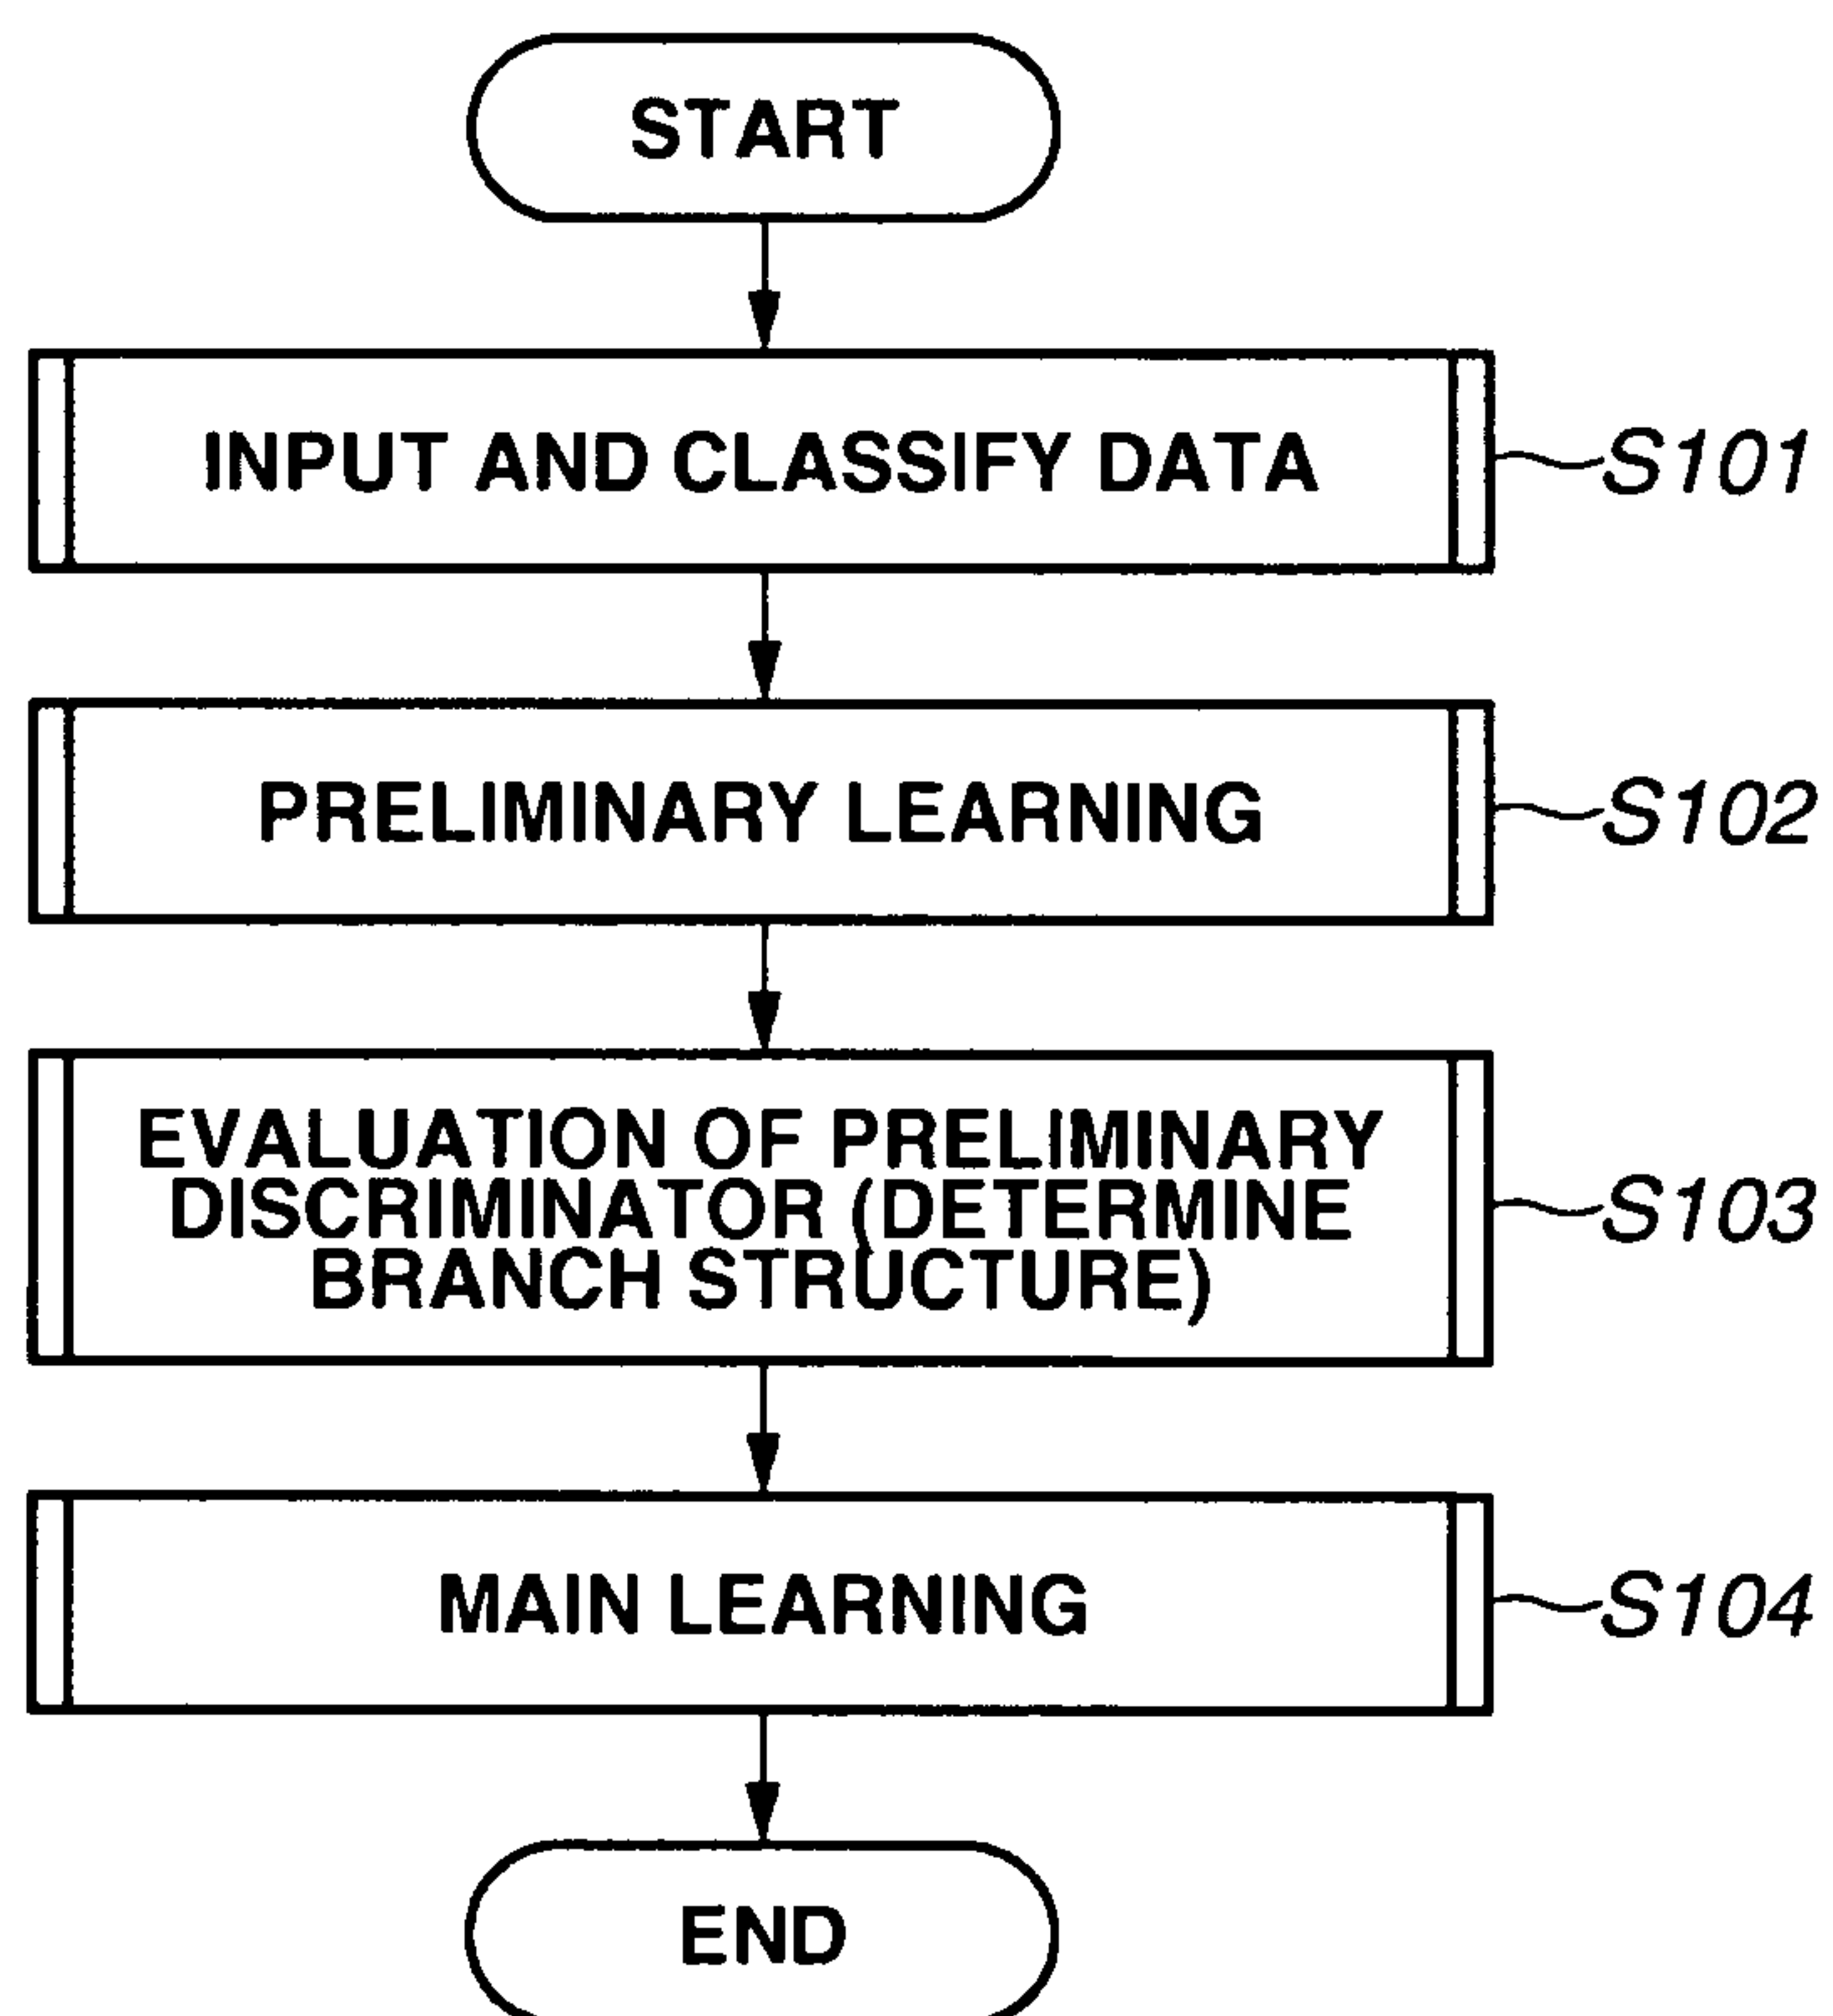 START
INPUT AND CLASSIFY DATA
S101
PRELIMINARY LEARNING
S102
EVALUATION OF PRELIMINARY
DISCRIMINATOR (DETERMINE
BRANCH STRUCTURE)
S103
MAIN LEARNING
S104
END